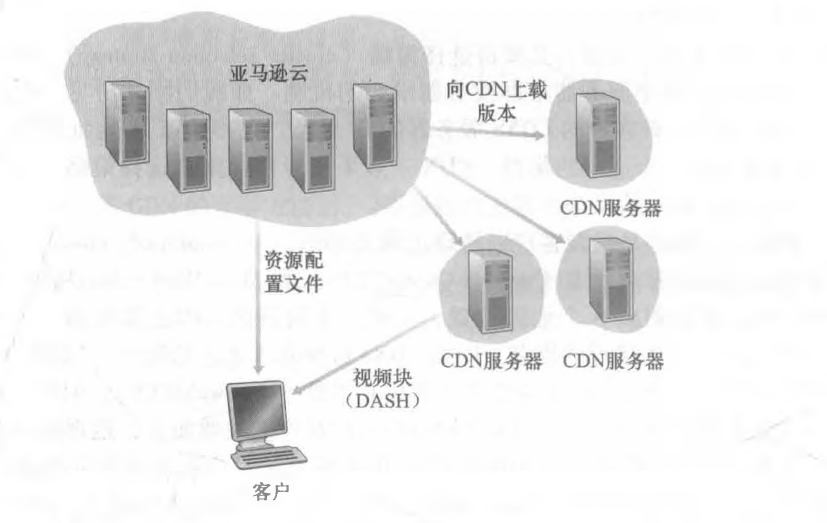 亚马逊云
向CDN上载
版本
CDN服务器
资源配
置文件
CDN服务器
CDN服务器
视频块
（DASH）
客户